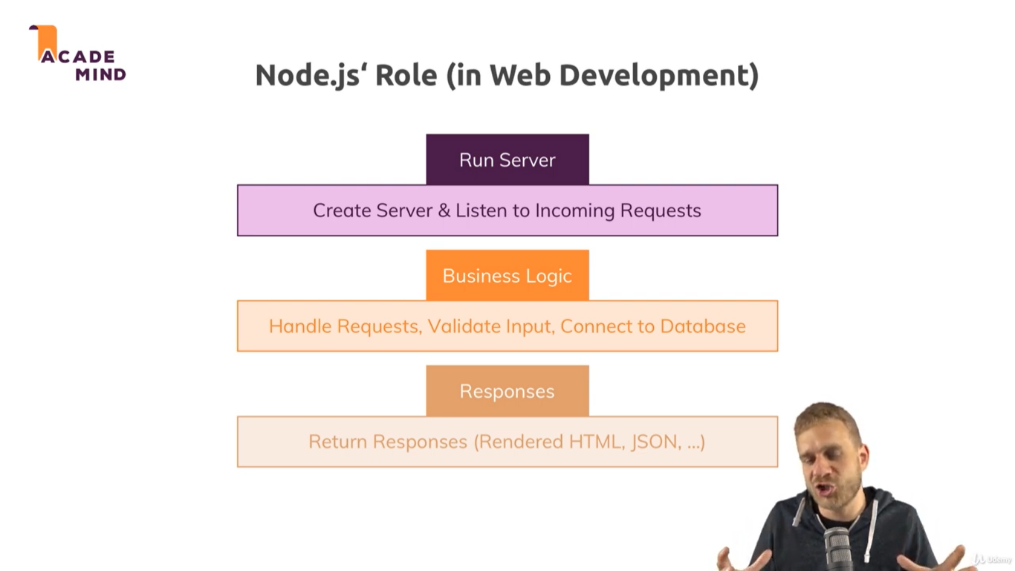 ACADE
MIND
Node.js‘ Role (in Web Development)
Run Server
Create Server & Listen to Incoming Requests
Business Logic
Handle Requests, Validate Input, Connect to Database
Responses
Return Responses (Rendered HTML, JSON, ...)
Udemy